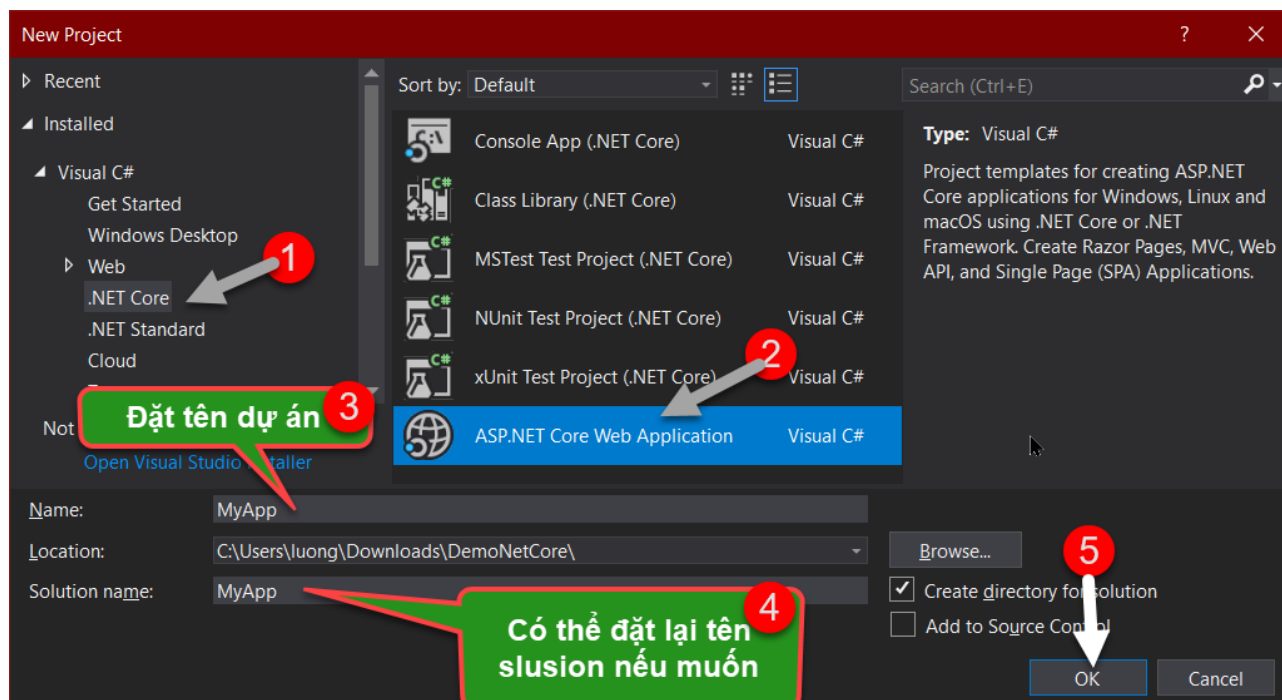 New Project
?
Recent
Installed
Visual C#
Get Started
Windows Desktop
Web
.NET Core
.NET Standard
Cloud
Not
Open Visual Studio
Sort by: Default
Console App (.NET Core) Visual C#
Class Library (.NET Core) Visual C#
MSTest Test Project (.NET Core) Visual C#
NUnit Test Project (.NET Core) Visual C#
xUnit Test Project (.NET Core) Visual C#
ASP.NET Core Web Application Visual C#
Search (Ctrl+E)
Type: Visual C#
Project templates for creating ASP.NET
Core applications for Windows, Linux and
macOS using .NET Core or .NET
Framework. Create Razor Pages, MVC, Web
API, and Single Page (SPA) Applications.
1
2
Đặt tên dự án 3
Name: MyApp
Location: C:\Users\luong\Downloads\DemoNetCore\
Browse...
Solution name: MyApp
Create directory for solution
Add to Source Control
4
Có thể đặt lại tên
slusion nếu muốn
5
OK Cancel